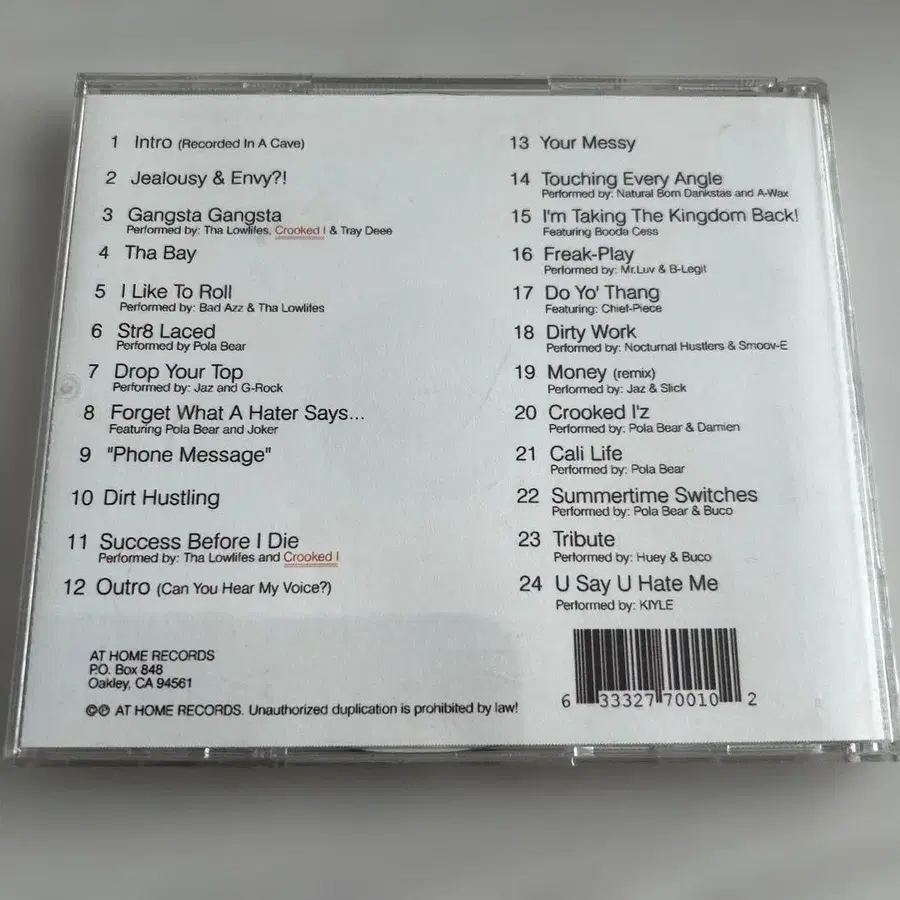 1 Intro (Recorded In A Cave)
2 Jealousy & Envy?!
3 Gangsta Gangsta
Performed by: Tha Lowlifes, Crooked I & Tray Deee
4 Tha Bay
5 I Like To Roll
Performed by: Bad Azz & Tha Lowlifes
6 Str8 Laced
Performed by Pola Bear
7 Drop Your Top
Performed by: Jaz and G-Rock
8 Forget What A Hater Says...
Featuring Pola Bear and Joker
9 "Phone Message"
10 Dirt Hustling
11 Success Before I Die
Performed by: Tha Lowlifes and Crooked I
12 Outro (Can You Hear My Voice?)
13 Your Messy
14 Touching Every Angle
Performed by: Natural Born Dankstas and A-Wax
15 I'm Taking The Kingdom Back!
Featuring Booda Cess
16 Freak-Play
Performed by: Mr.Luv & B-Legit
17 Do Yo' Thang
Featuring: Chief-Piece
18 Dirty Work
Performed by: Nocturnal Hustlers & Smoov-E
19 Money (remix)
Performed by: Jaz & Slick
20 Crooked I'z
Performed by: Pola Bear & Damien
21 Cali Life
Performed by: Pola Bear
22 Summertime Switches
Performed by: Pola Bear & Buco
23 Tribute
Performed by: Huey & Buco
24 U Say U Hate Me
Performed by: KIYLE
AT HOME RECORDS
P.O. Box 848
Oakley, CA 94561
©℗ AT HOME RECORDS. Unauthorized duplication is prohibited by law!
6 33327 70010 2